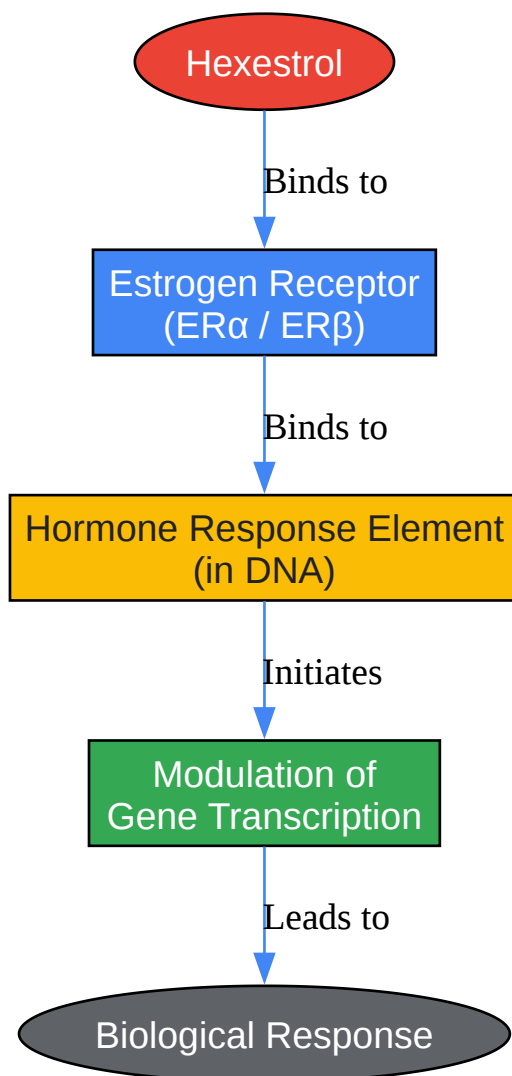 Hexestrol
Binds to
Estrogen Receptor
(ERα / ERβ)
Binds to
Hormone Response Element
(in DNA)
Initiates
Modulation of
Gene Transcription
Leads to
Biological Response